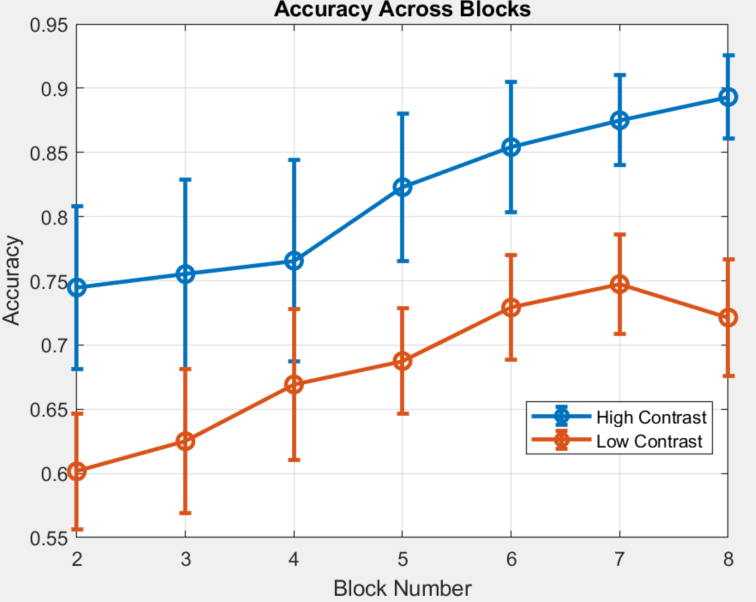 Accuracy Across Blocks
0.95
0.9
0.85
0.8
0.75
0.7
0.65
0.6
0.55
Accuracy
2 3 4 5 6 7 8
Block Number
High Contrast
Low Contrast